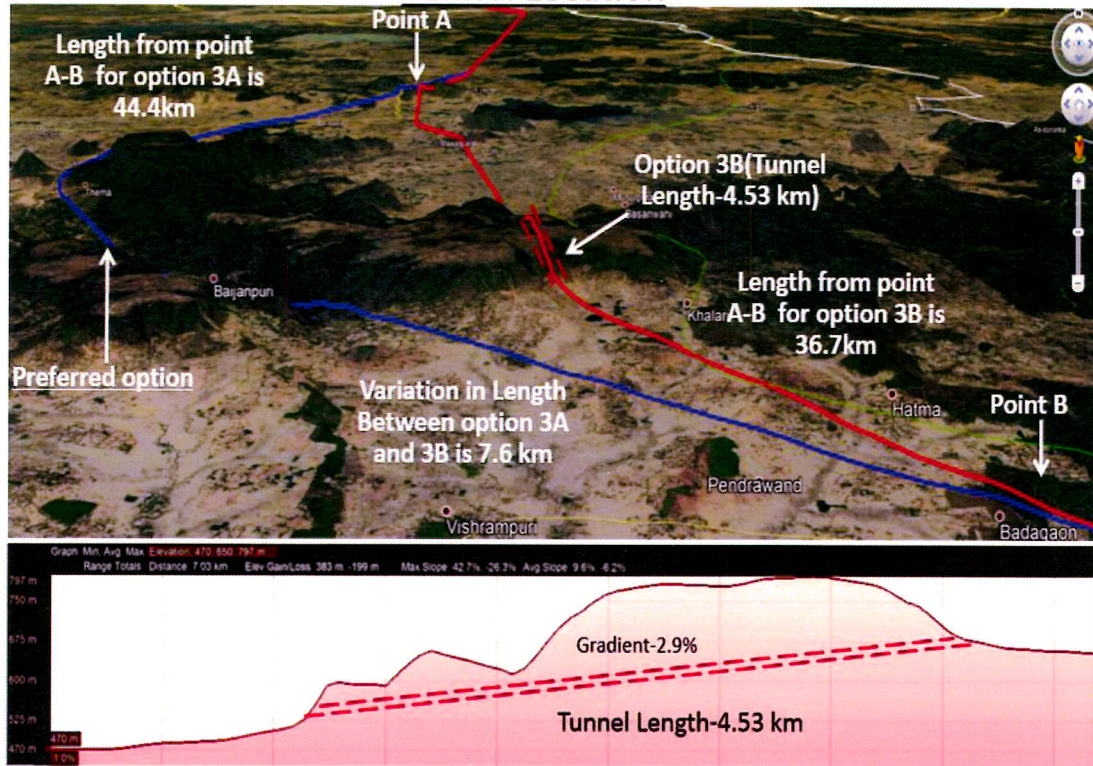 Point A
Length from point
A-B for option 3A is
44.4km
Option 3B(Tunnel
Length-4.53 km)
Thema
Basanwahi
Baijanpuri
Khalari
Length from point
A-B for option 3B is
36.7km
Preferred option
Variation in Length
Between option 3A
and 3B is 7.6 km
Hatma
Point B
Pendrawand
Vishrampuri
Badagaon
Graph: Min, Avg, Max Elevation: 470, 650, 797 m
Range Totals: Distance: 7.03 km Elev Gain/Loss: 383 m, -199 m Max Slope: 42.7%, -26.3% Avg Slope: 9.6%, -6.2%
797 m
750 m
675 m
600 m
525 m
470 m
470 m
1.0%
Gradient-2.9%
Tunnel Length-4.53 km